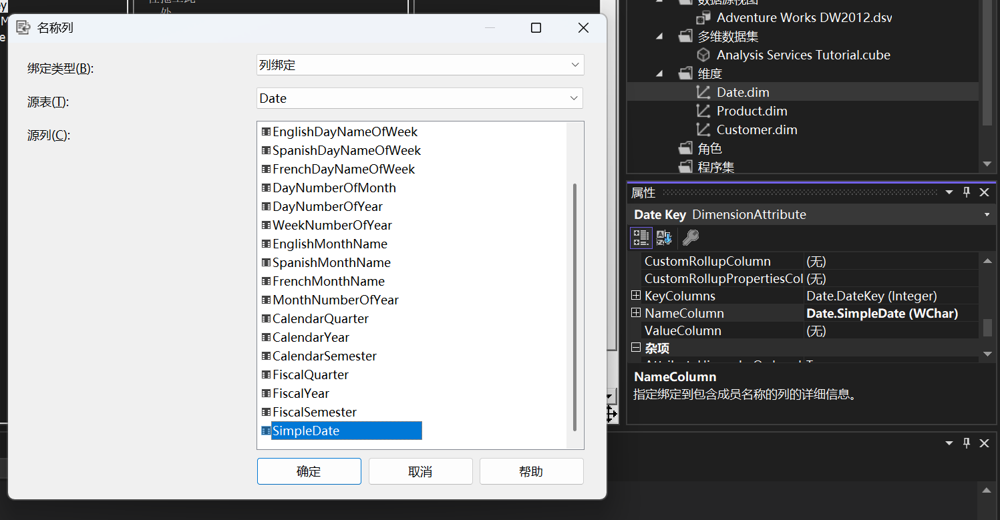 名称列
绑定类型(B):
列绑定
源表(T):
Date
源列(C):
EnglishDayNameOfWeek
SpanishDayNameOfWeek
FrenchDayNameOfWeek
DayNumberOfMonth
DayNumberOfYear
WeekNumberOfYear
EnglishMonthName
SpanishMonthName
FrenchMonthName
MonthNumberOfYear
CalendarQuarter
CalendarYear
CalendarSemester
FiscalQuarter
FiscalYear
FiscalSemester
SimpleDate
确定
取消
帮助
数据源视图
Adventure Works DW2012.dsv
多维数据集
Analysis Services Tutorial.cube
维度
Date.dim
Product.dim
Customer.dim
角色
程序集
属性
Date Key DimensionAttribute
CustomRollupColumn (无)
CustomRollupPropertiesCol (无)
KeyColumns Date.DateKey (Integer)
NameColumn Date.SimpleDate (WChar)
ValueColumn (无)
杂项
NameColumn
指定绑定到包含成员名称的列的详细信息。